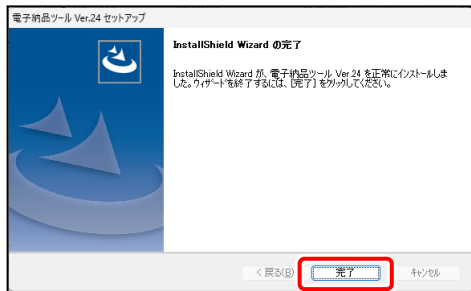 電子納品ツール Ver.24 セットアップ
InstallShield Wizard の完了
InstallShield Wizard が、電子納品ツール Ver.24 を正常にインストールしま
した。ウィザードを終了するには、[完了] をクリックしてください。
< 戻る(B)
完了
キャンセル